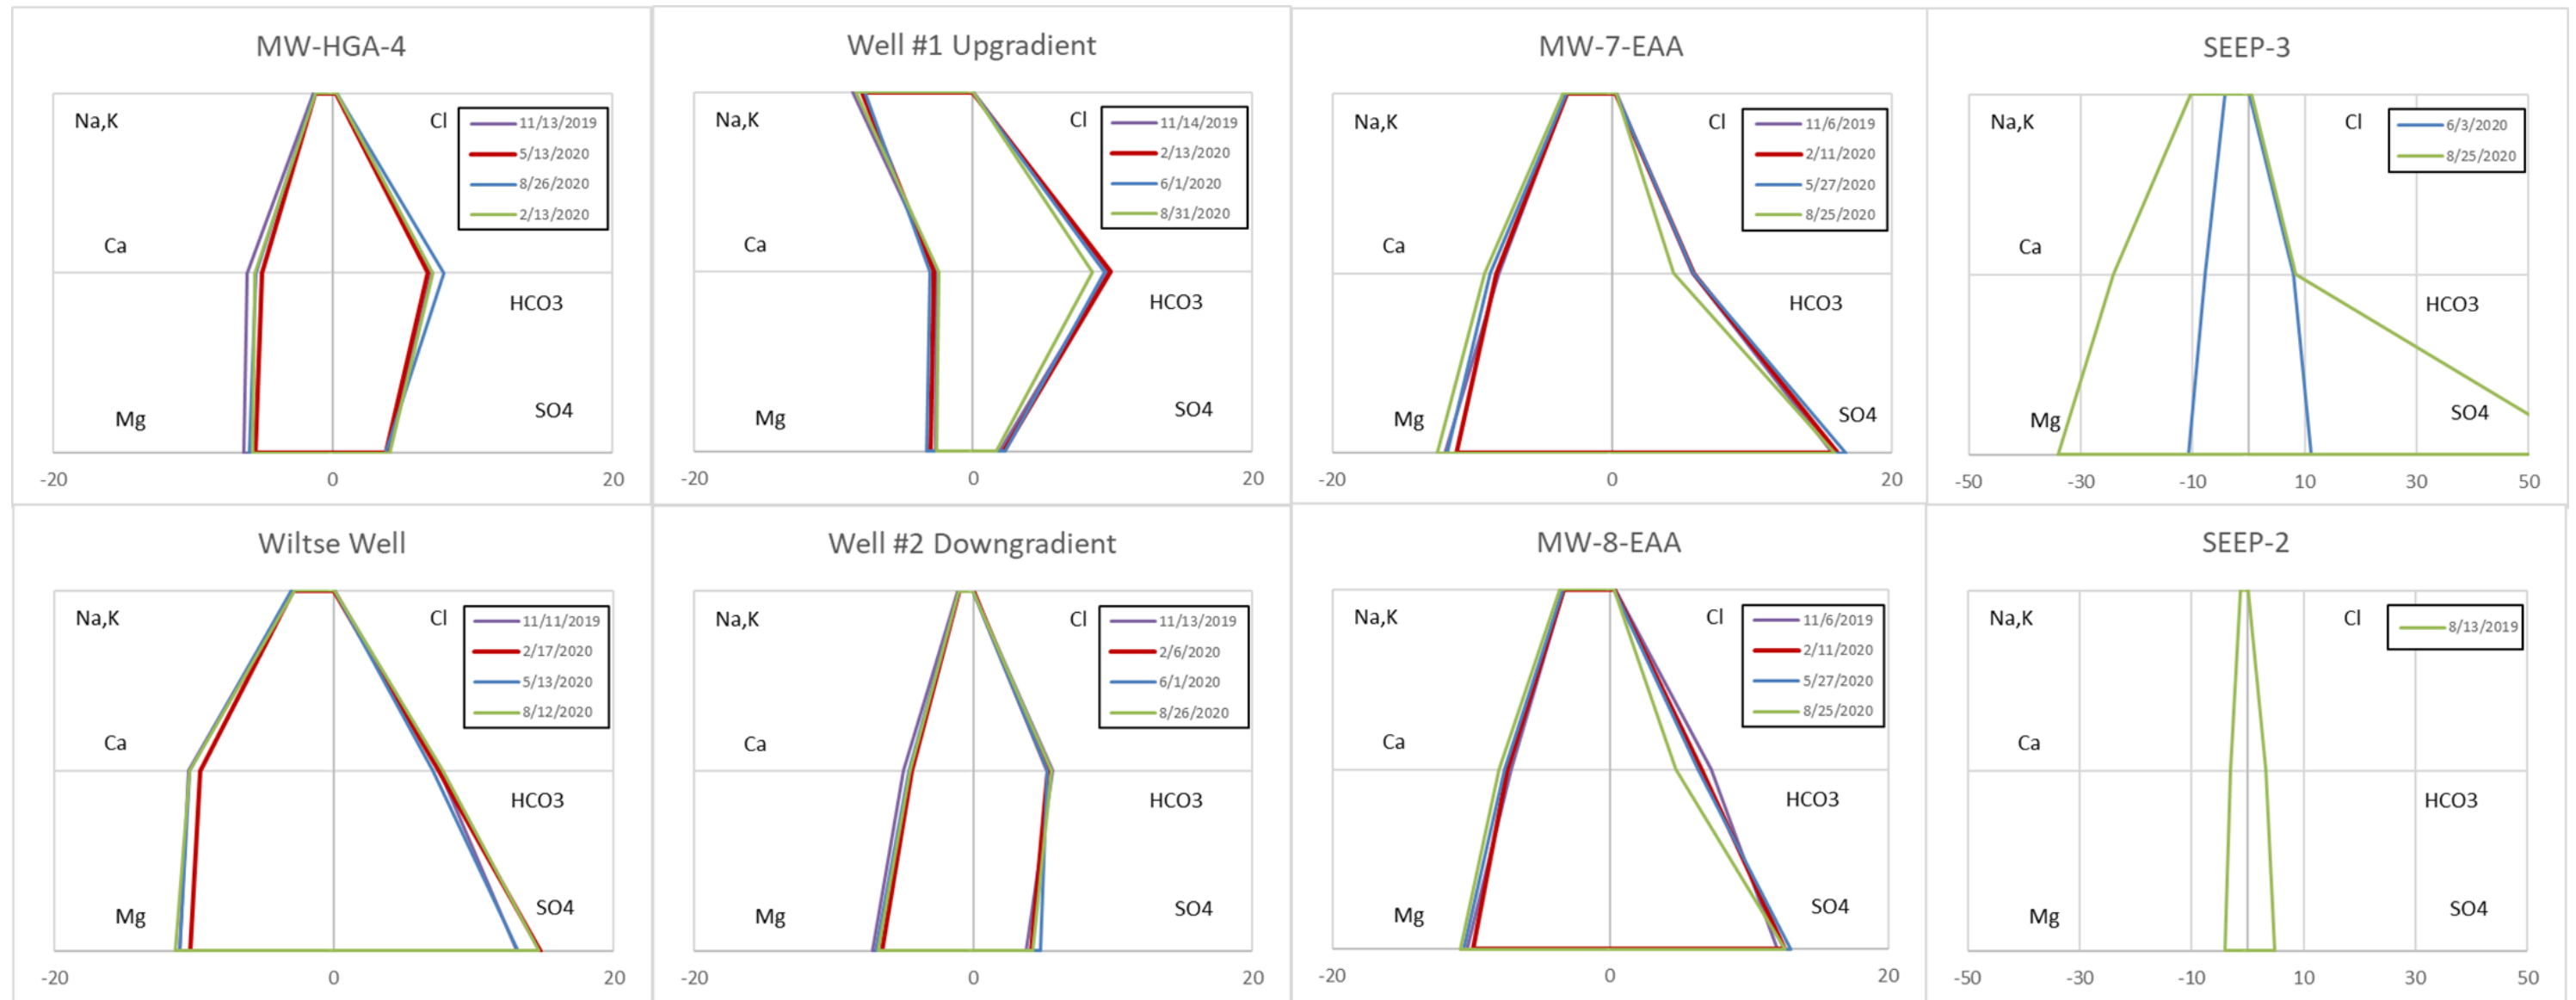 MW-HGA-4
Na,K
Cl
11/13/2019
5/13/2020
8/26/2020
2/13/2020
Ca
HCO3
Mg
SO4
-20 0 20
Well #1 Upgradient
Na,K
Cl
11/14/2019
2/13/2020
6/1/2020
8/31/2020
Ca
HCO3
Mg
SO4
-20 0 20
MW-7-EAA
Na,K
Cl
11/6/2019
2/11/2020
5/27/2020
8/25/2020
Ca
HCO3
Mg
SO4
-20 0 20
SEEP-3
Na,K
Cl
6/3/2020
8/25/2020
Ca
HCO3
Mg
SO4
-50 -30 -10 10 30 50
Wiltse Well
Na,K
Cl
11/11/2019
2/17/2020
5/13/2020
8/12/2020
Ca
HCO3
Mg
SO4
-20 0 20
Well #2 Downgradient
Na,K
Cl
11/13/2019
2/6/2020
6/1/2020
8/26/2020
Ca
HCO3
Mg
SO4
-20 0 20
MW-8-EAA
Na,K
Cl
11/6/2019
2/11/2020
5/27/2020
8/25/2020
Ca
HCO3
Mg
SO4
-20 0 20
SEEP-2
Na,K
Cl
8/13/2019
Ca
HCO3
Mg
SO4
-50 -30 -10 10 30 50